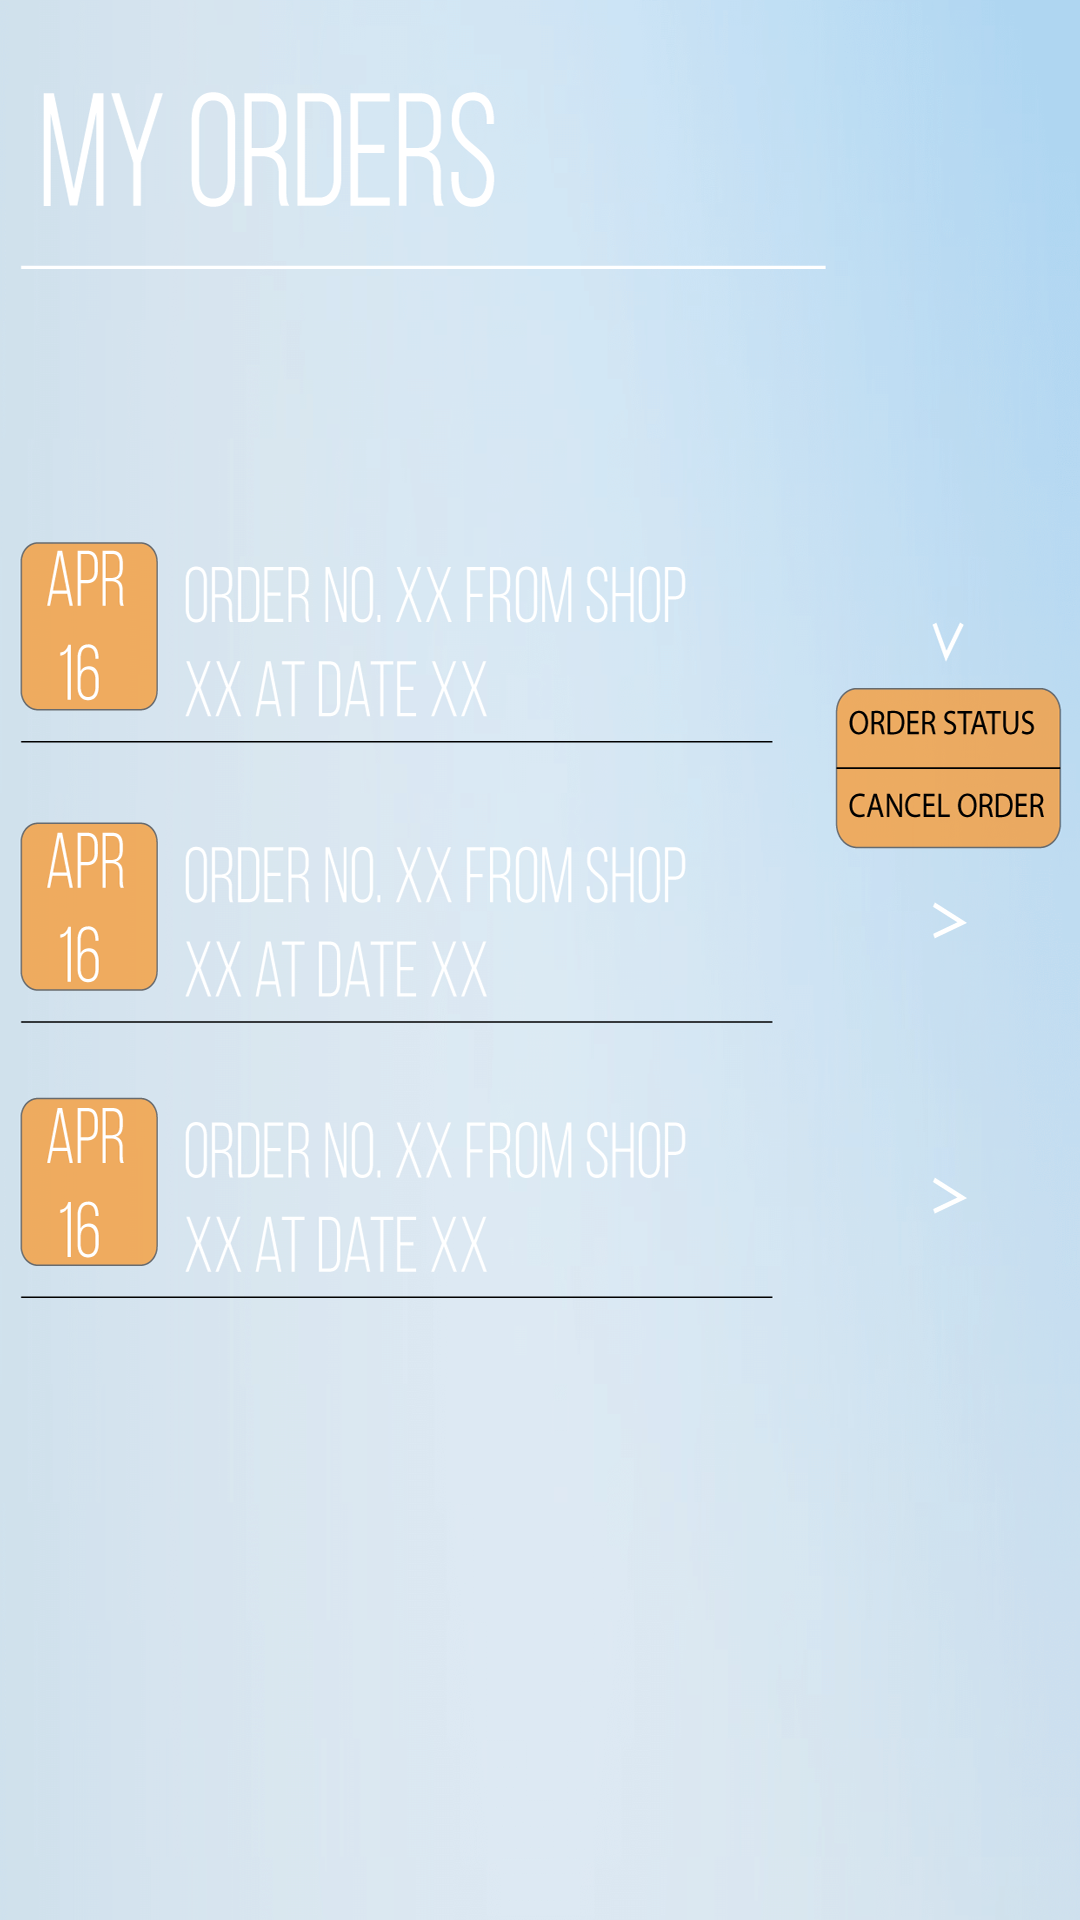 MY ORDERS
APR
16
ORDER NO. XX FROM SHOP
XX AT DATE XX
V
ORDER STATUS
CANCEL ORDER
APR
16
ORDER NO. XX FROM SHOP
XX AT DATE XX
>
APR
16
ORDER NO. XX FROM SHOP
XX AT DATE XX
>